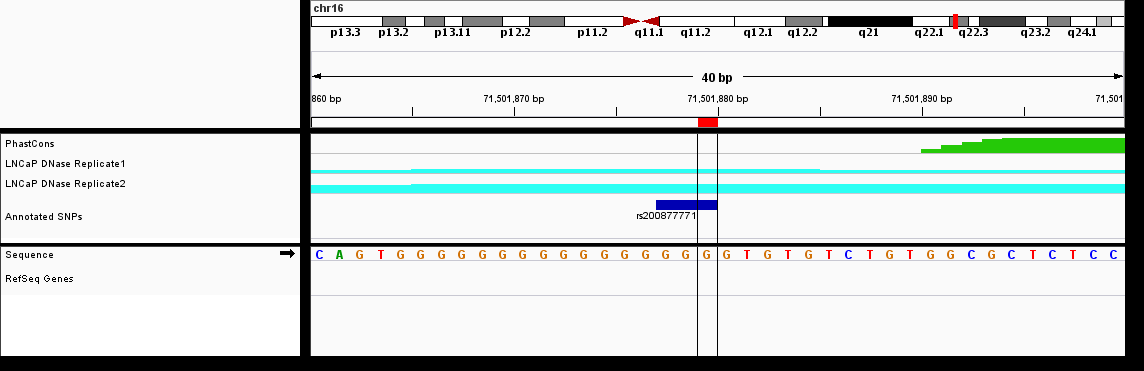 chr16
p13.3 p13.2 p13.11 p12.2 p11.2 q11.1 q11.2 q12.1 q12.2 q21 q22.1 q22.3 q23.2 q24.1
40 bp
860 bp 71,501,870 bp 71,501,880 bp 71,501,890 bp 71,501
PhastCons
LNCaP DNase Replicate1
LNCaP DNase Replicate2
Annotated SNPs rs200877771
Sequence C A G T G G G G G G G G G G G G G G G G G T G T G T C T G T G G C G C T C T C C
RefSeq Genes